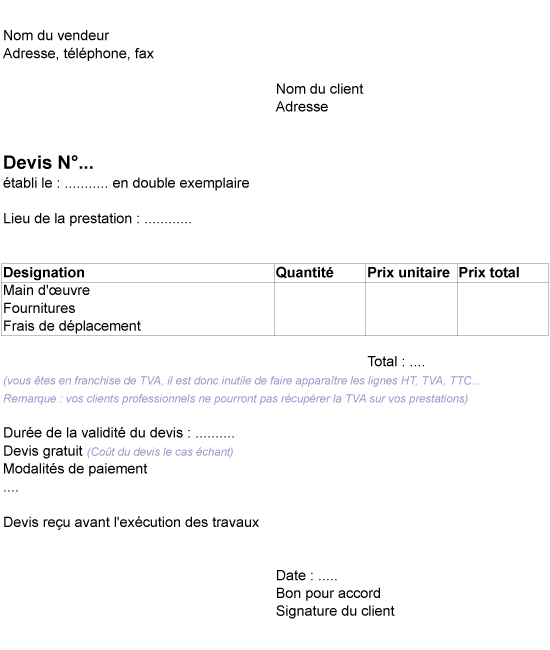 Nom du vendeur
Adresse, téléphone, fax
Nom du client
Adresse
Devis N°...
établi le : ........... en double exemplaire
Lieu de la prestation : ............
Designation Quantité Prix unitaire Prix total
Main d'œuvre
Fournitures
Frais de déplacement
Total : ....
(vous êtes en franchise de TVA, il est donc inutile de faire apparaître les lignes HT, TVA, TTC...
Remarque : vos clients professionnels ne pourront pas récupérer la TVA sur vos prestations)
Durée de la validité du devis : ..........
Devis gratuit (Coût du devis le cas échant)
Modalités de paiement
....
Devis reçu avant l'exécution des travaux
Date : .....
Bon pour accord
Signature du client